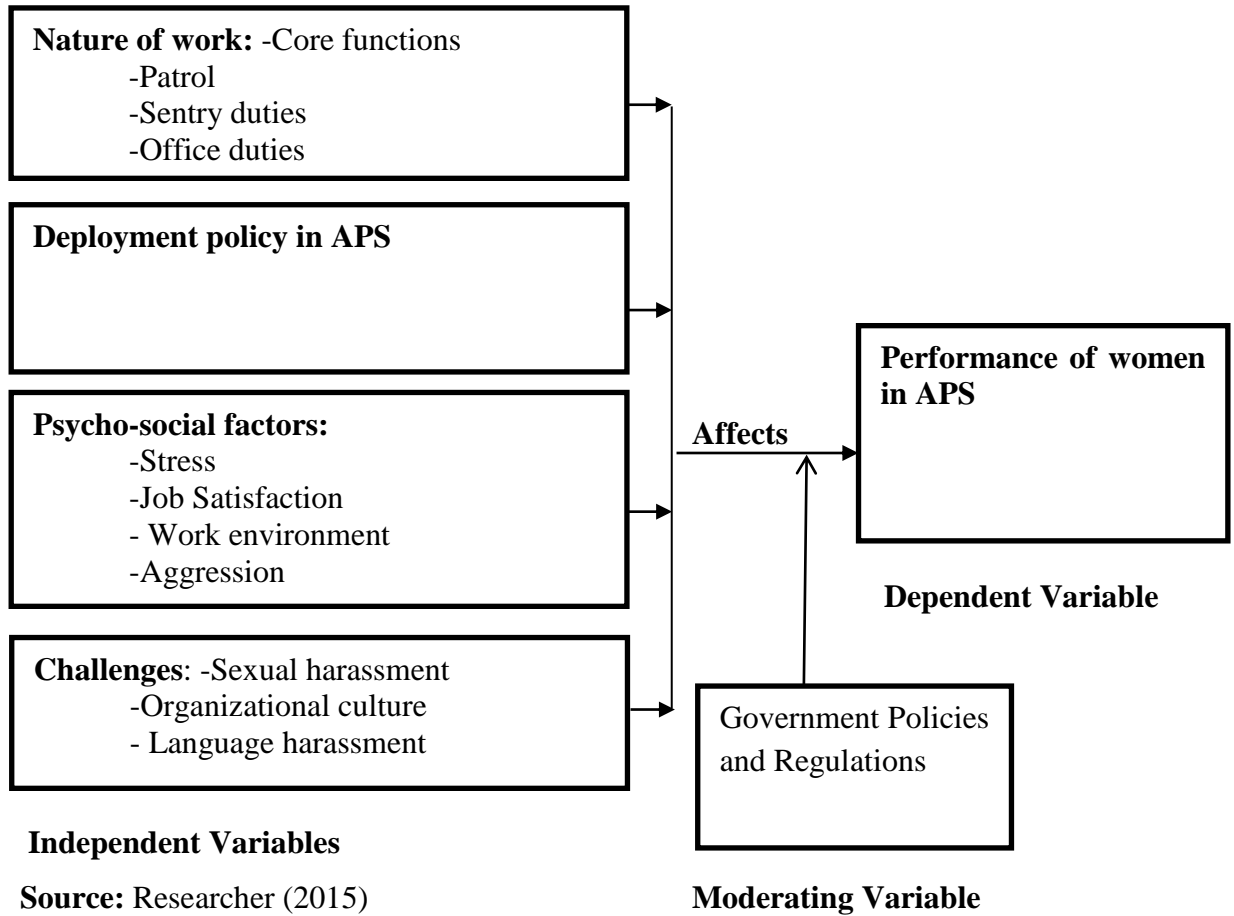 Nature of work: -Core functions
-Patrol
-Sentry duties
-Office duties
Deployment policy in APS
Psycho-social factors:
-Stress
-Job Satisfaction
- Work environment
-Aggression
Challenges: -Sexual harassment
-Organizational culture
- Language harassment
Independent Variables
Source: Researcher (2015)
Affects
Performance of women
in APS
Dependent Variable
Government Policies
and Regulations
Moderating Variable